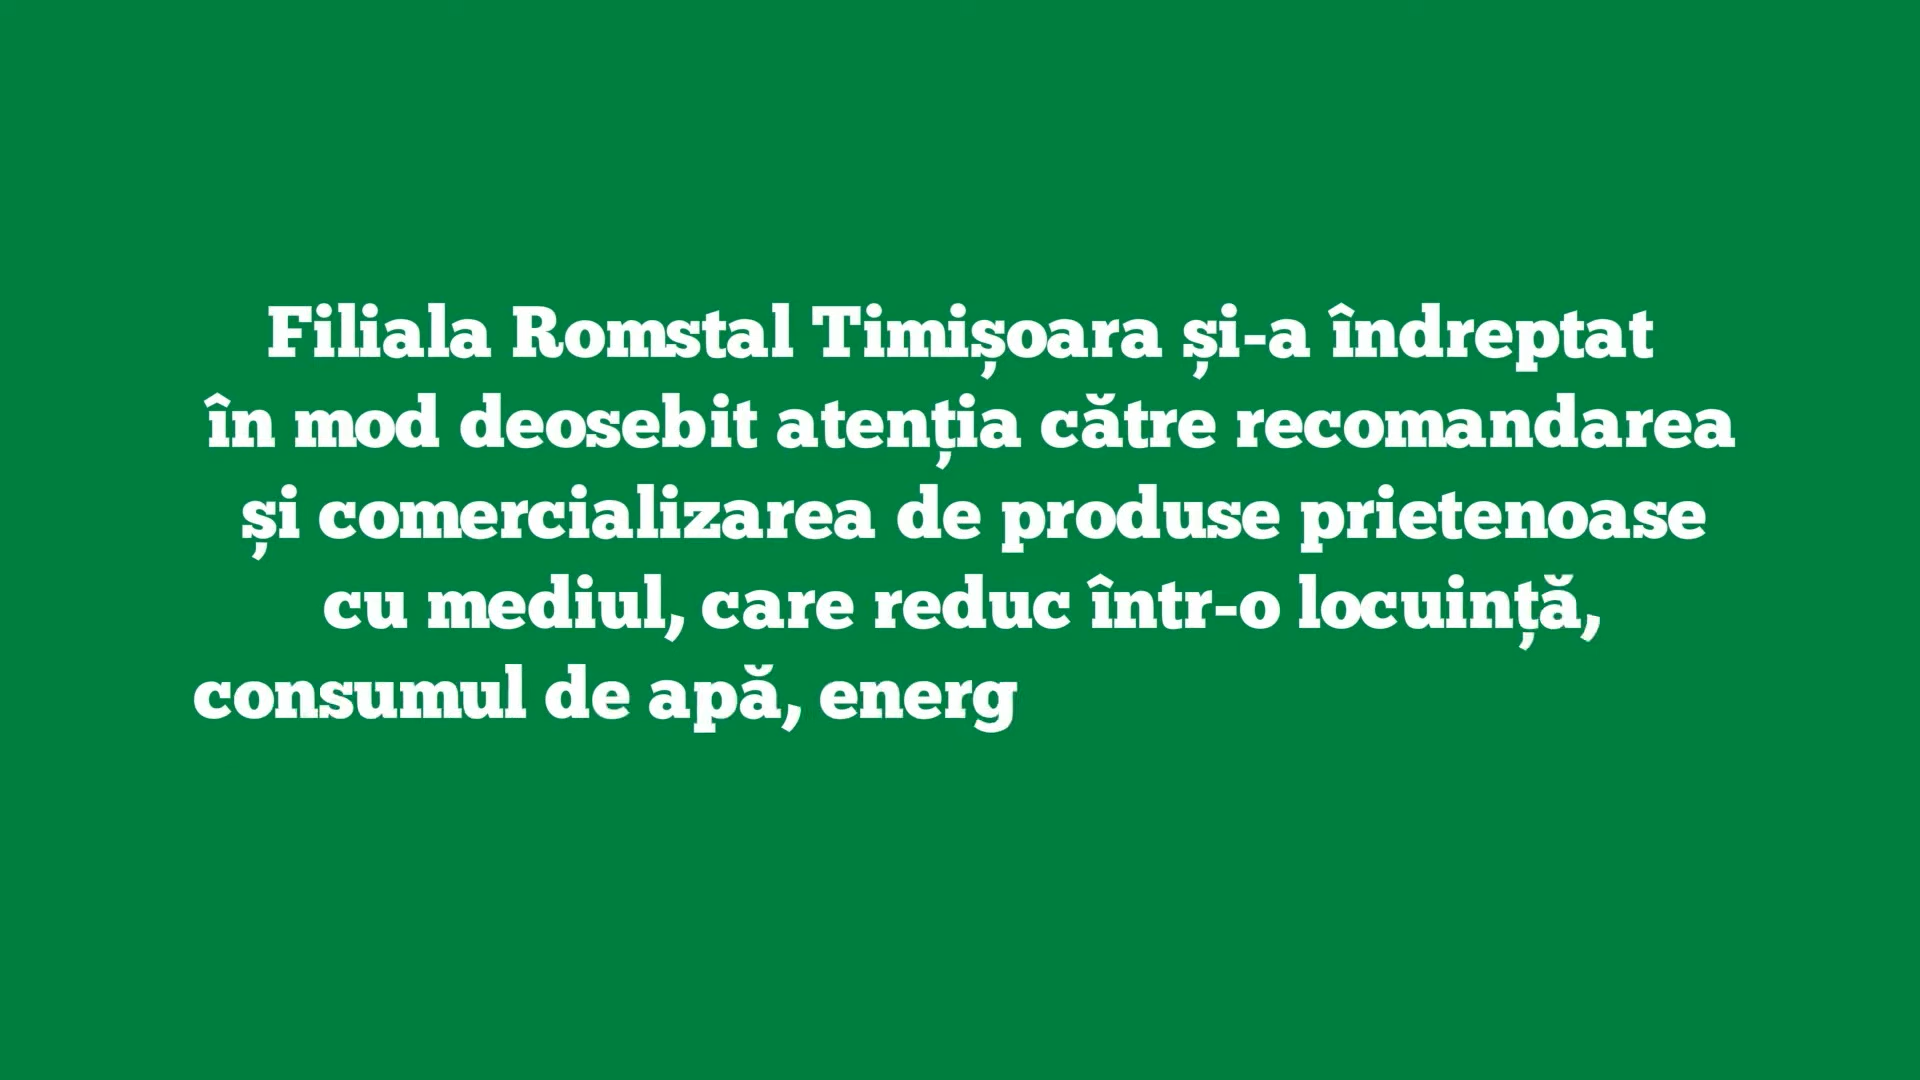 Filiala Romstal Timișoara și-a îndreptat
în mod deosebit atenția către recomandarea
și comercializarea de produse prietenoase
cu mediul, care reduc într-o locuință,
consumul de apă, energ